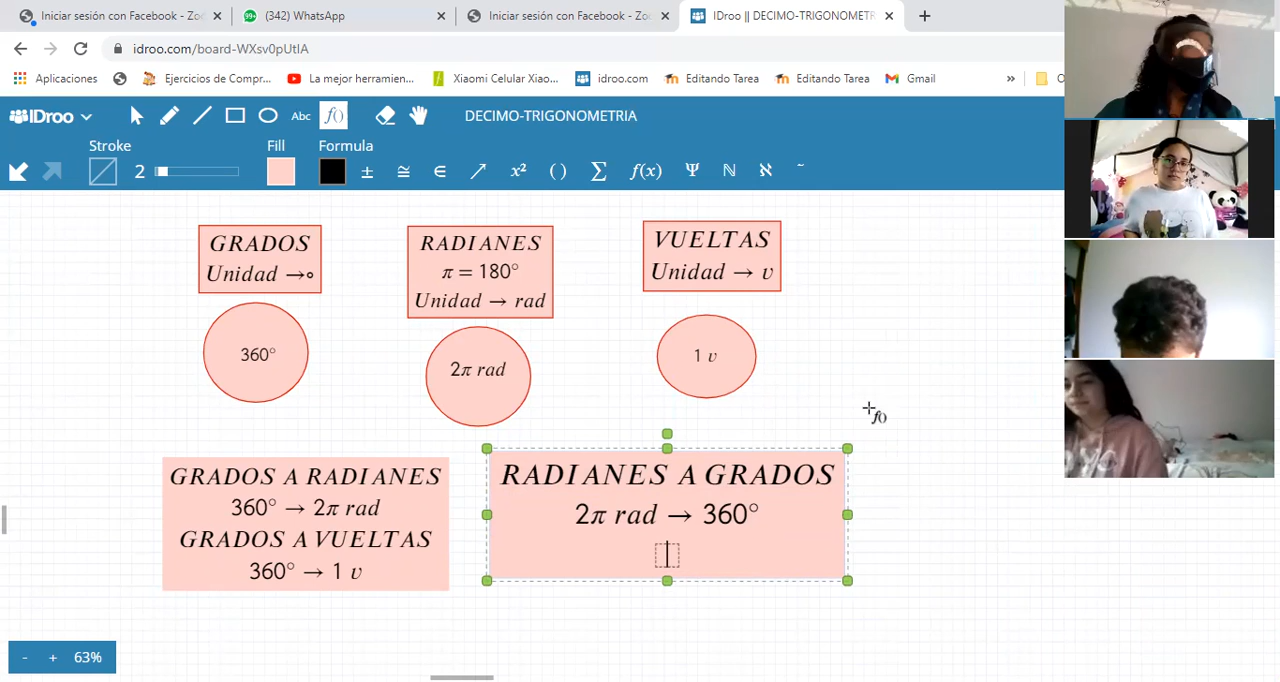 Iniciar sesión con Facebook - Zo
(342) WhatsApp
Iniciar sesión con Facebook - Zo
IDroo || DECIMO-TRIGONOMETR
idroo.com/board-WXsv0pUtIA
Aplicaciones
Ejercicios de Compr...
La mejor herramien...
Xiaomi Celular Xiao...
idroo.com
Editando Tarea
Editando Tarea
Gmail
»
IDroo
Abc
f()
DECIMO-TRIGONOMETRIA
Stroke
Fill
Formula
2
± ≅ ∈ ↗ x² ( ) ∑ f(x) Ψ ℕ ℵ ~
GRADOS
Unidad →∘
RADIANES
π = 180°
Unidad → rad
VUELTAS
Unidad → v
360°
2π rad
1 v
f()
GRADOS A RADIANES
360° → 2π rad
GRADOS A VUELTAS
360° → 1 v
RADIANES A GRADOS
2π rad → 360°
- + 63%